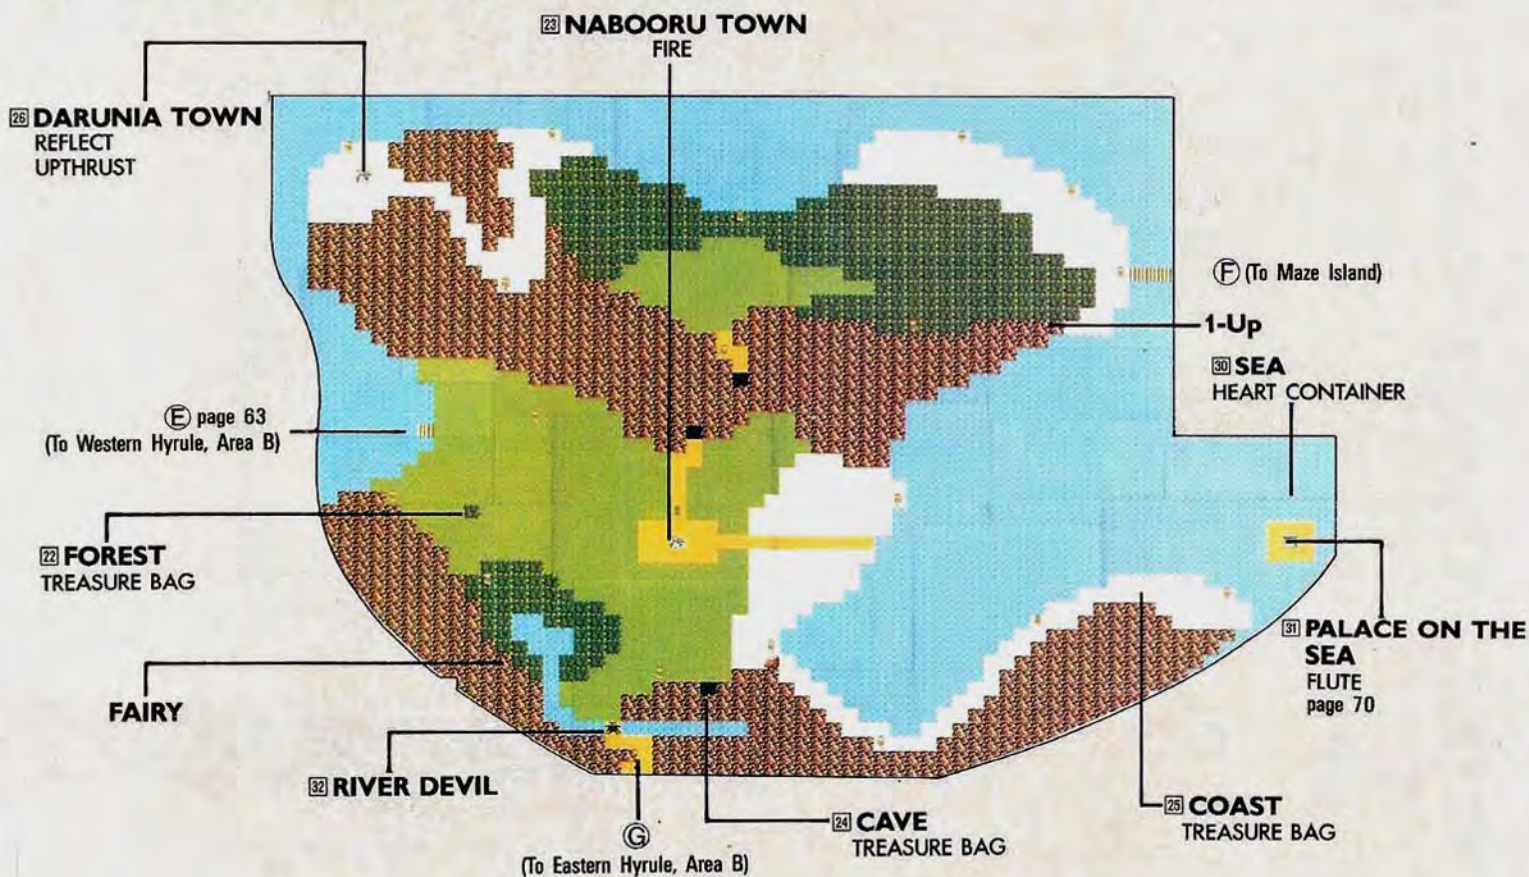 23 NABOORU TOWN
FIRE
26 DARUNIA TOWN
REFLECT
UPTHRUST
Ⓕ (To Maze Island)
1-Up
30 SEA
HEART CONTAINER
Ⓔ page 63
(To Western Hyrule, Area B)
22 FOREST
TREASURE BAG
31 PALACE ON THE
SEA
FLUTE
page 70
FAIRY
32 RIVER DEVIL
Ⓖ
(To Eastern Hyrule, Area B)
24 CAVE
TREASURE BAG
25 COAST
TREASURE BAG